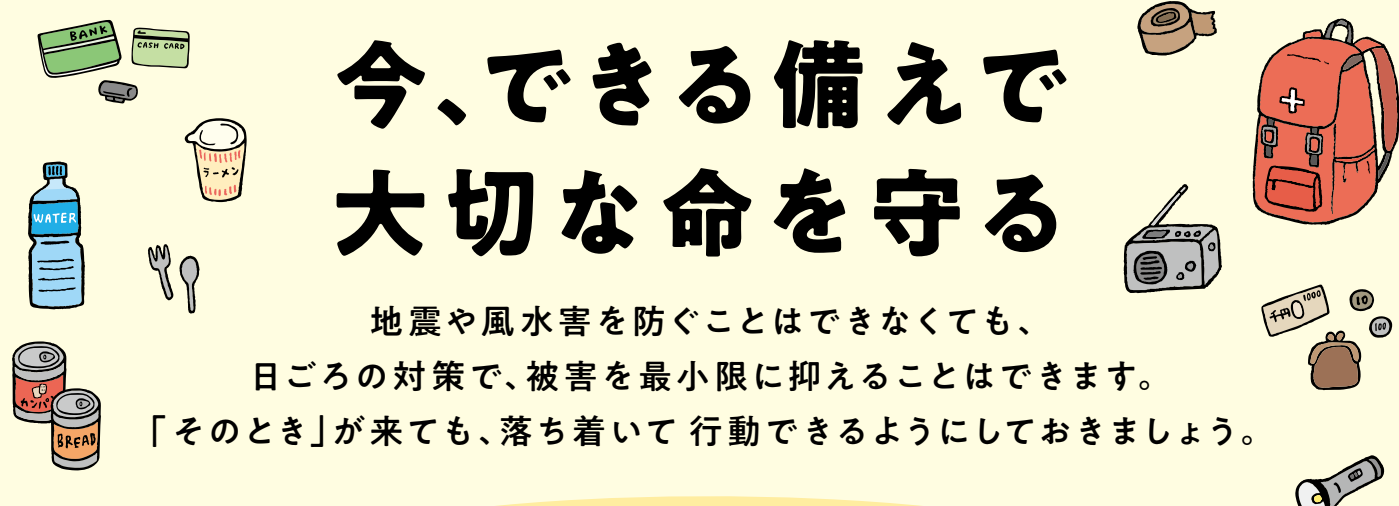 BANK
CASH CARD
今、できる備えで
大切な命を守る
ラーメン
WATER
地震や風水害を防ぐことはできなくても、
日ごろの対策で、被害を最小限に抑えることはできます。
「そのとき」が来ても、落ち着いて 行動できるようにしておきましょう。
千円 1000
10
100
カンパン
BREAD